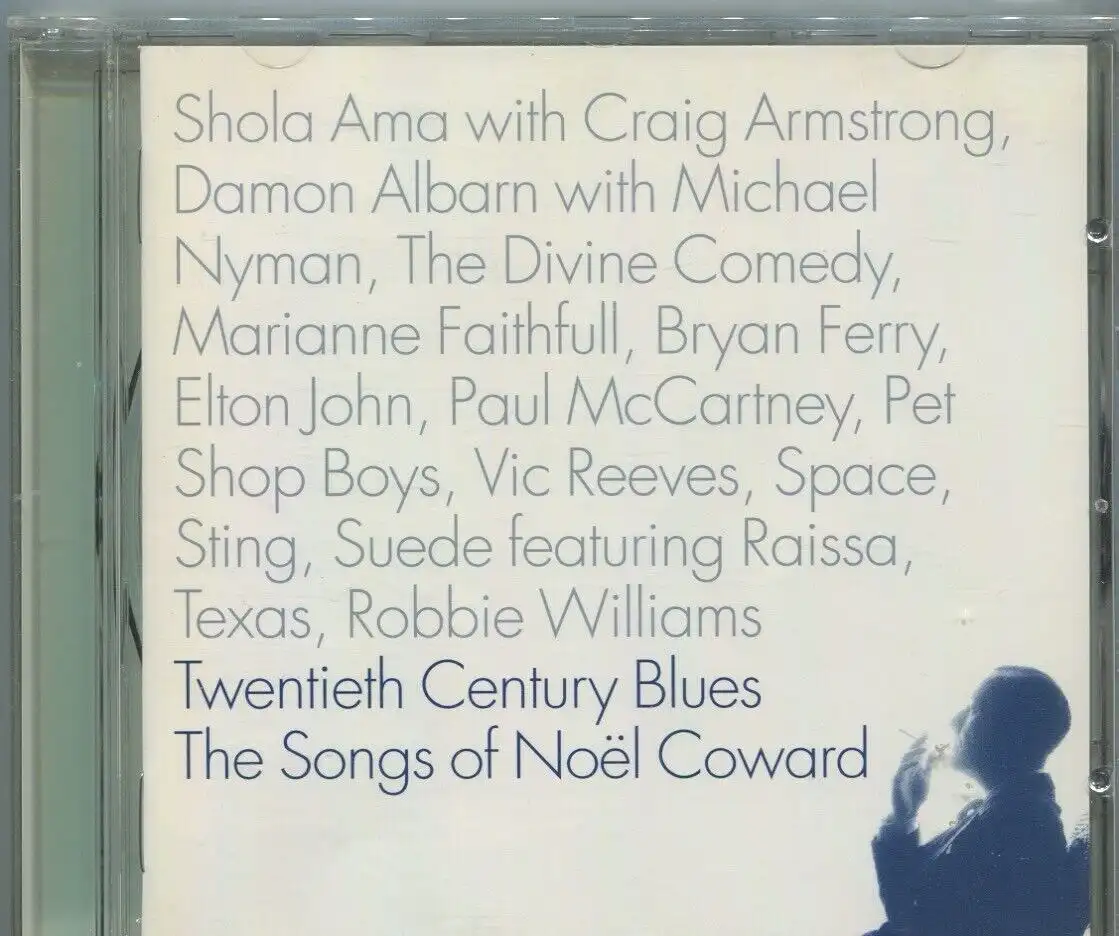 Shola Ama with Craig Armstrong,
Damon Albarn with Michael
Nyman, The Divine Comedy,
Marianne Faithfull, Bryan Ferry,
Elton John, Paul McCartney, Pet
Shop Boys, Vic Reeves, Space,
Sting, Suede featuring Raissa,
Texas, Robbie Williams
Twentieth Century Blues
The Songs of Noël Coward